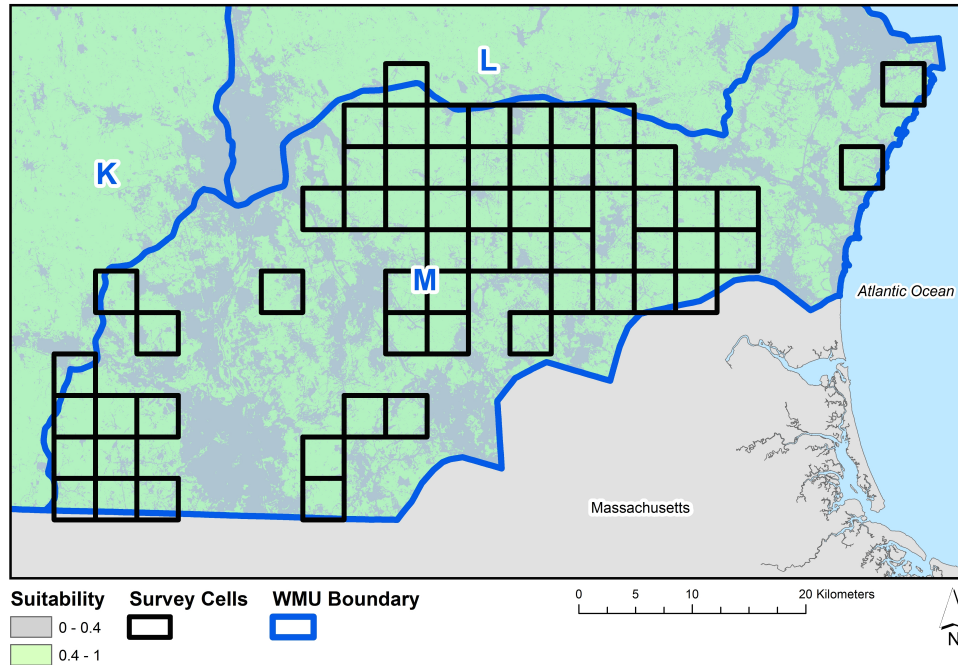 L
K
M
Atlantic Ocean
Massachusetts
Suitability
0 - 0.4
0.4 - 1
Survey Cells
WMU Boundary
0 5 10 20 Kilometers
N